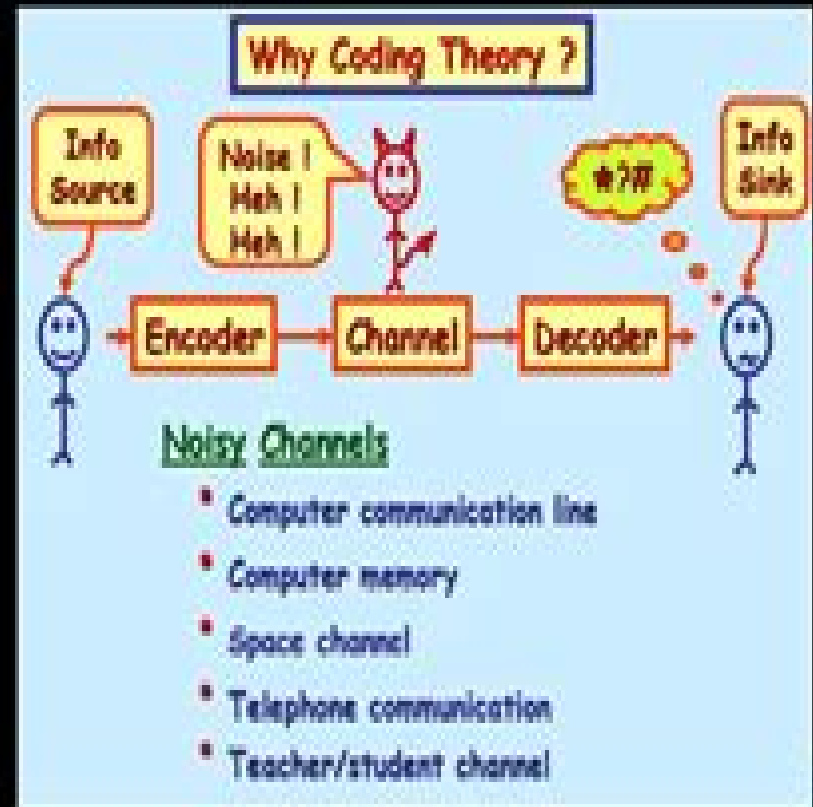 Why Coding Theory ?
Info
Source
Noise !
Heh !
Heh !
*?#
Info
Sink
Encoder
Channel
Decoder
Noisy Channels
• Computer communication line
• Computer memory
• Space channel
• Telephone communication
• Teacher/student channel